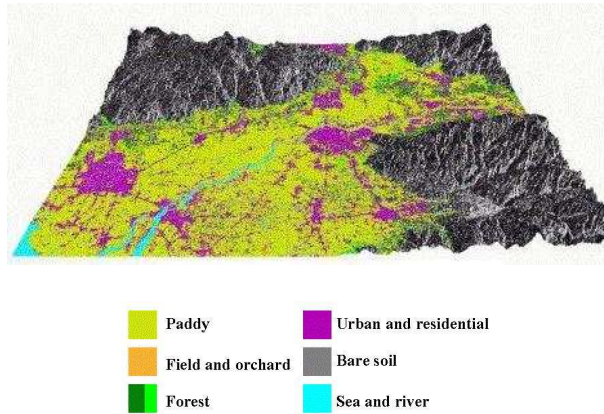 Paddy
Urban and residential
Field and orchard
Bare soil
Forest
Sea and river